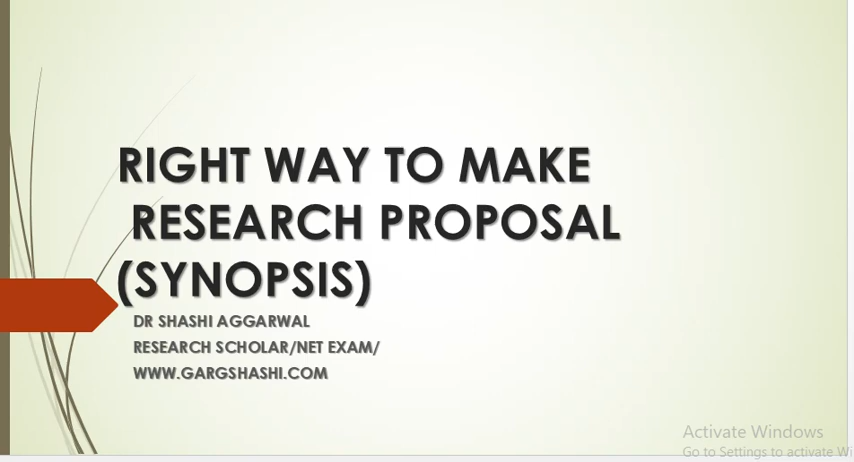 RIGHT WAY TO MAKE
RESEARCH PROPOSAL
(SYNOPSIS)
DR SHASHI AGGARWAL
RESEARCH SCHOLAR/NET EXAM/
WWW.GARGSHASHI.COM
Activate Windows
Go to Settings to activate Wi